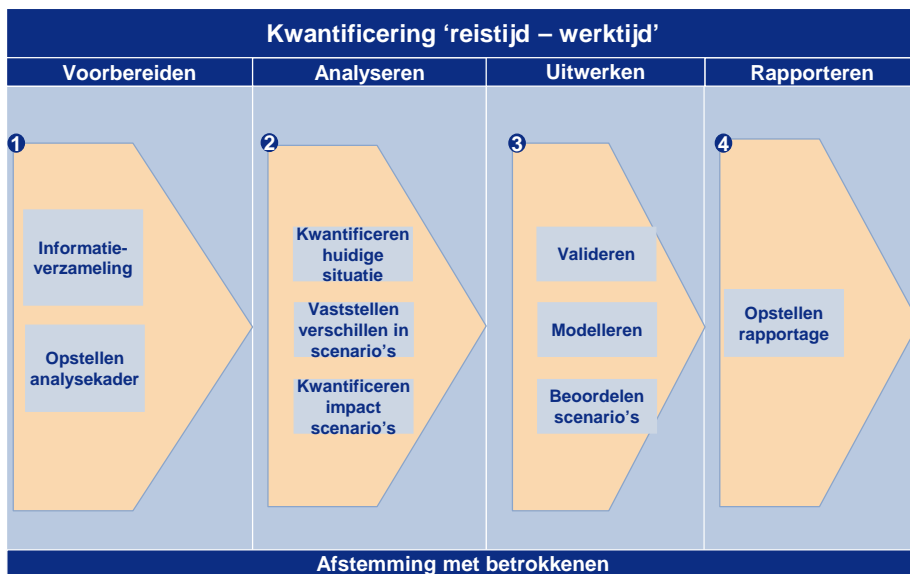 Kwantificering ‘reistijd – werktijd’
Voorbereiden
Analyseren
Uitwerken
Rapporteren
1
Informatie-
verzameling
Opstellen
analysekader
2
Kwantificeren
huidige
situatie
Vaststellen
verschillen in
scenario’s
Kwantificeren
impact
scenario’s
3
Valideren
Modelleren
Beoordelen
scenario’s
4
Opstellen
rapportage
Afstemming met betrokkenen